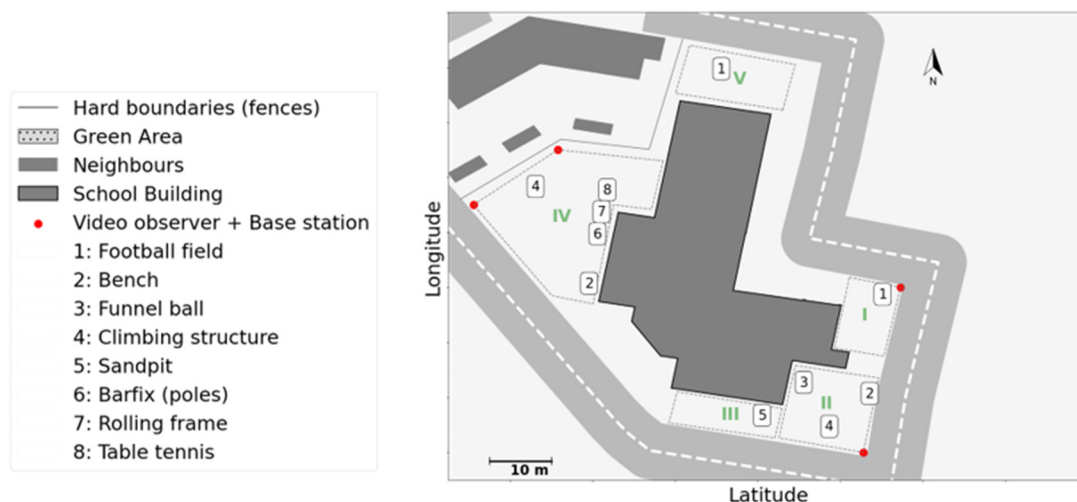 Hard boundaries (fences)
Green Area
Neighbours
School Building
Video observer + Base station
1: Football field
2: Bench
3: Funnel ball
4: Climbing structure
5: Sandpit
6: Barfix (poles)
7: Rolling frame
8: Table tennis
Longitude
1
V
N
4
8
7
IV
6
2
1
I
3
2
II
III
5
4
10 m
Latitude